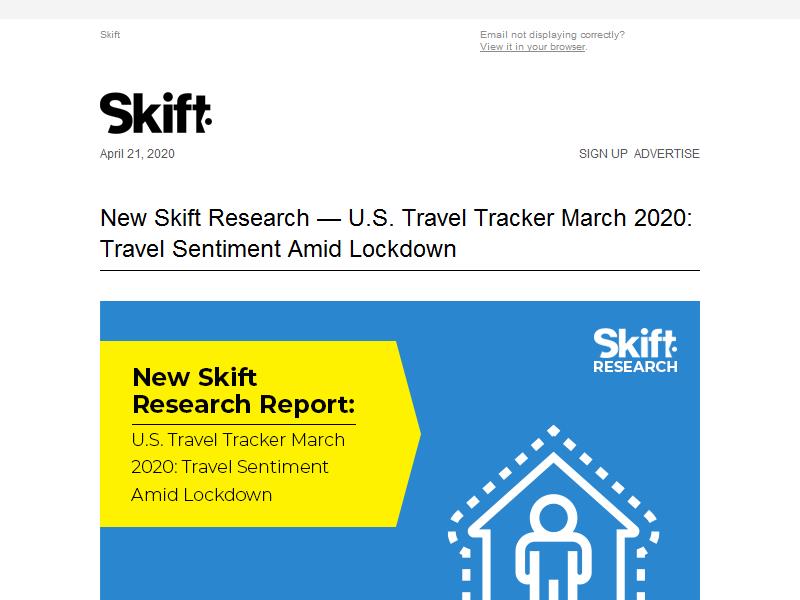 Skift
Email not displaying correctly?
View it in your browser.
Skift
April 21, 2020
SIGN UP ADVERTISE
New Skift Research — U.S. Travel Tracker March 2020:
Travel Sentiment Amid Lockdown
Skift
RESEARCH
New Skift
Research Report:
U.S. Travel Tracker March
2020: Travel Sentiment
Amid Lockdown